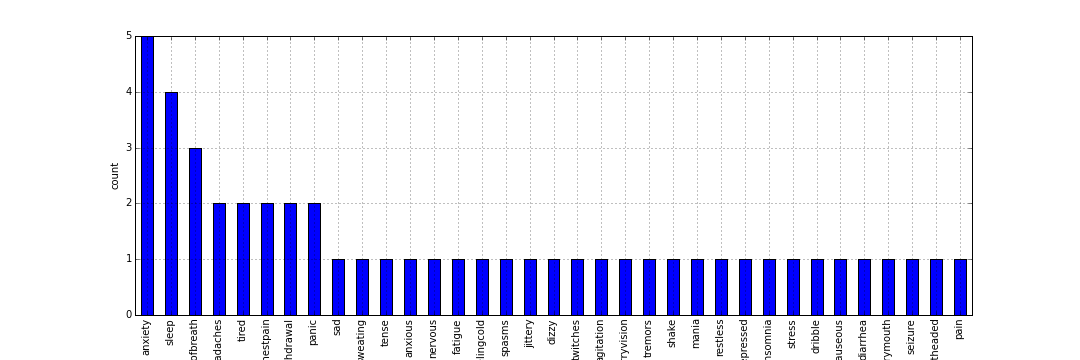 5
4
3
2
1
0
count
anxiety
sleep
ofbreath
adaches
tired
nestpain
hdrawal
panic
sad
weating
tense
anxious
nervous
fatigue
lingcold
spasms
jittery
dizzy
twitches
gitation
rryvision
tremors
shake
mania
restless
pressed
nsomnia
stress
dribble
auseous
diarrhea
rymouth
seizure
theaded
pain